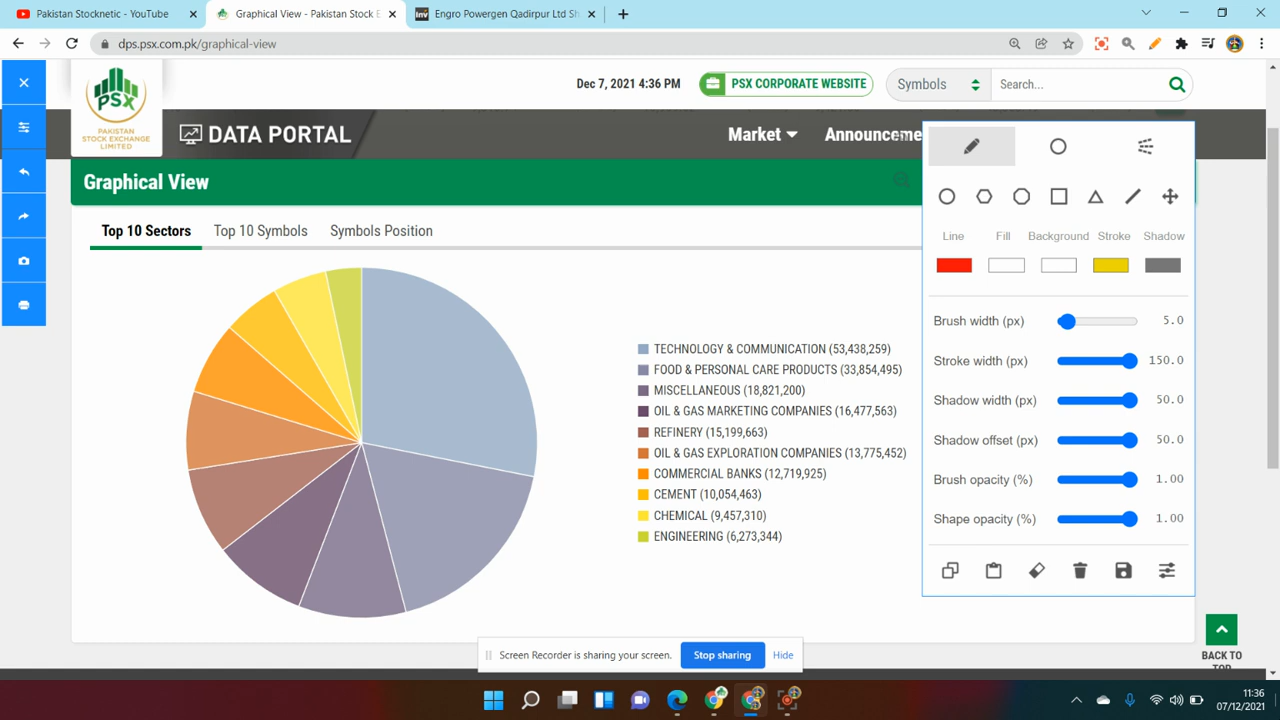 Pakistan Stocknetic - YouTube
Graphical View - Pakistan Stock E
Engro Powergen Qadirpur Ltd Sh
dps.psx.com.pk/graphical-view
PSX
PAKISTAN
STOCK EXCHANGE
LIMITED
Dec 7, 2021 4:36 PM
PSX CORPORATE WEBSITE
Symbols
Search...
DATA PORTAL
Market
Announceme
Graphical View
Top 10 Sectors
Top 10 Symbols
Symbols Position
TECHNOLOGY & COMMUNICATION (53,438,259)
FOOD & PERSONAL CARE PRODUCTS (33,854,495)
MISCELLANEOUS (18,821,200)
OIL & GAS MARKETING COMPANIES (16,477,563)
REFINERY (15,199,663)
OIL & GAS EXPLORATION COMPANIES (13,775,452)
COMMERCIAL BANKS (12,719,925)
CEMENT (10,054,463)
CHEMICAL (9,457,310)
ENGINEERING (6,273,344)
Line Fill Background Stroke Shadow
Brush width (px) 5.0
Stroke width (px) 150.0
Shadow width (px) 50.0
Shadow offset (px) 50.0
Brush opacity (%) 1.00
Shape opacity (%) 1.00
BACK TO
TOP
Screen Recorder is sharing your screen.
Stop sharing
Hide
11:36
07/12/2021